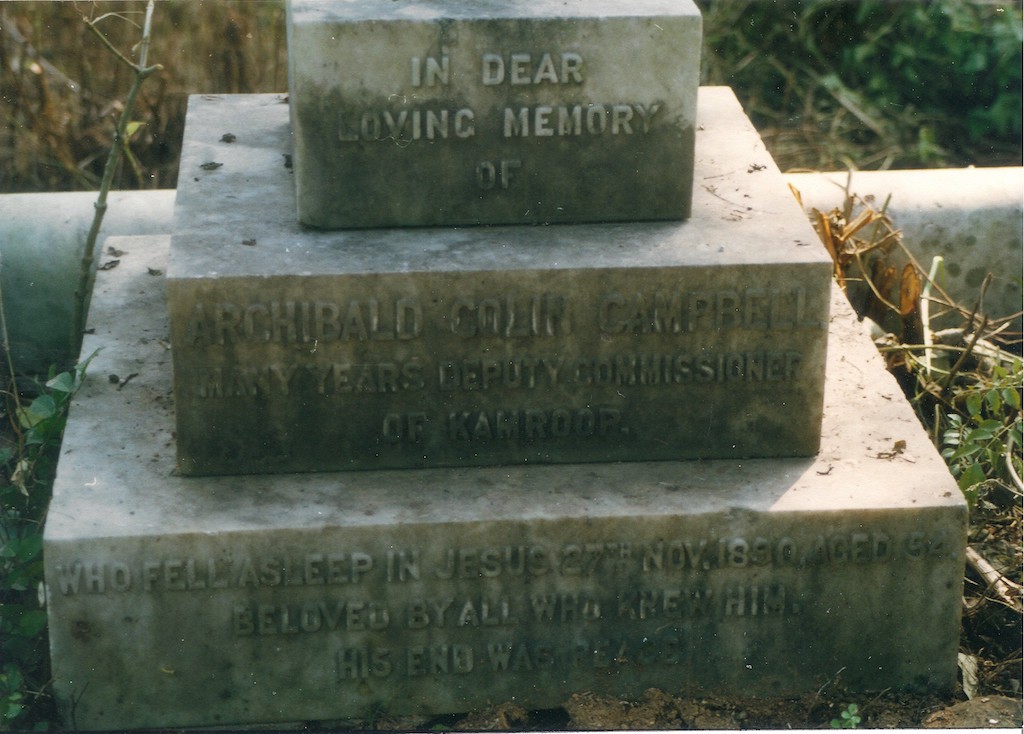 IN DEAR
LOVING MEMORY
OF
ARCHIBALD COLIN CAMPBELL
MANY YEARS DEPUTY COMMISSIONER
OF KAMROOP.
WHO FELL ASLEEP IN JESUS 27TH NOV. 1890, AGED
BELOVED BY ALL WHO KNEW HIM.
HIS END WAS PEACE